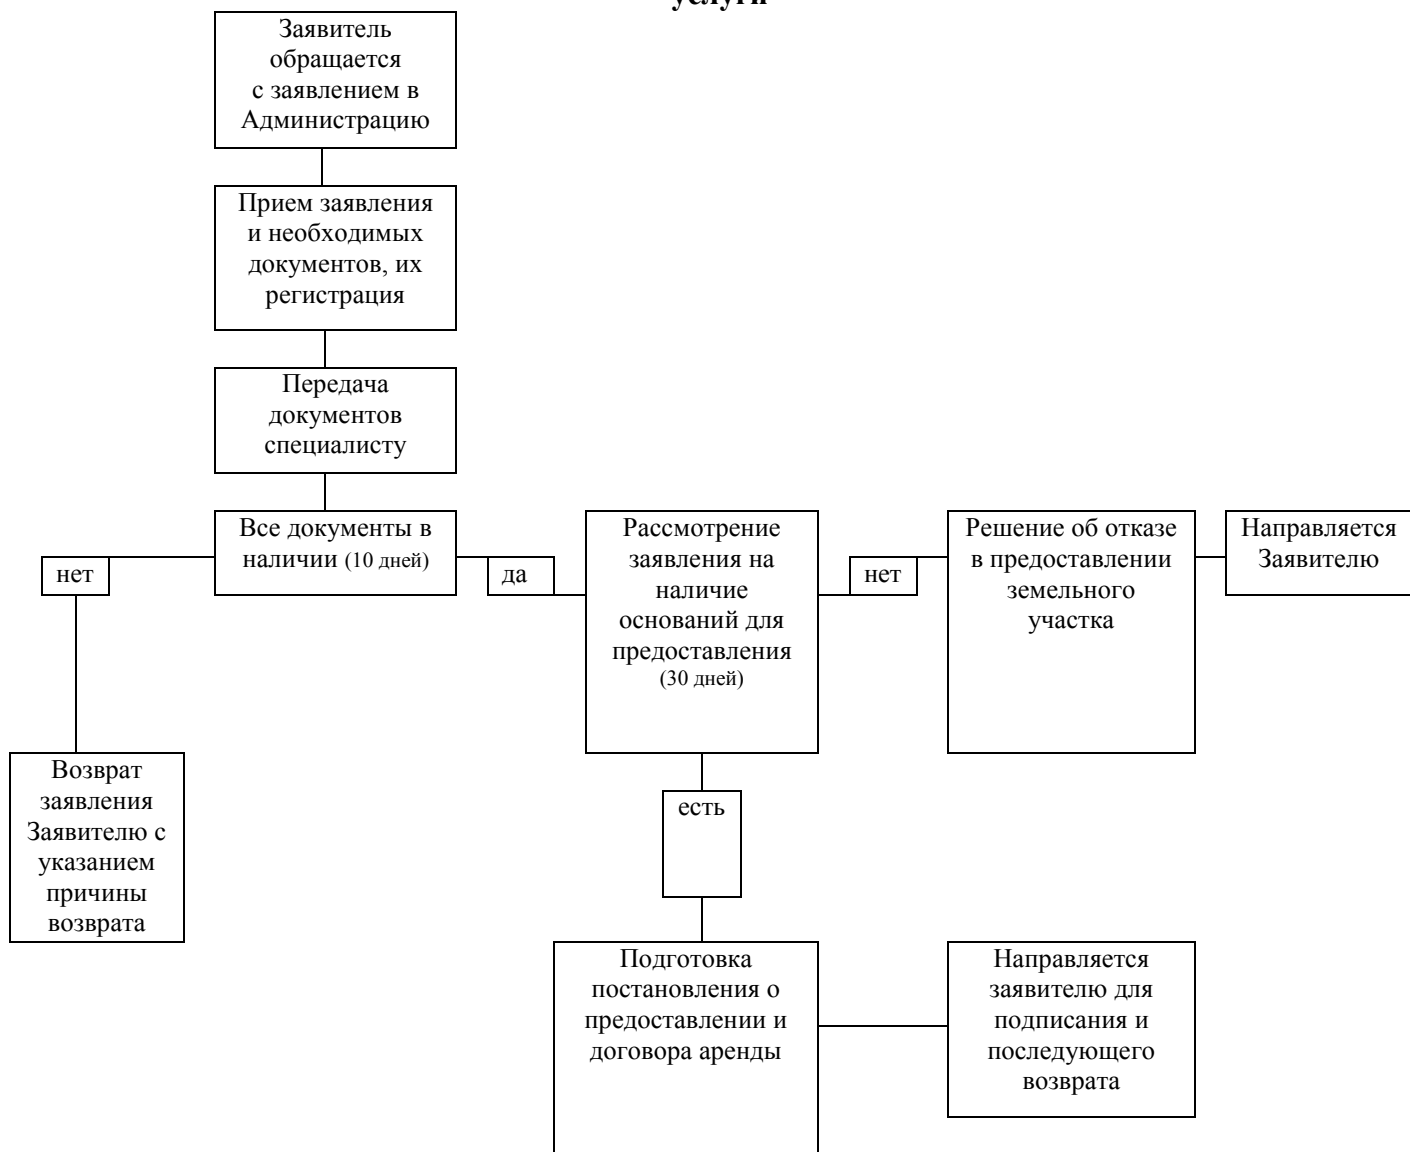 услуги
Заявитель
обращается
с заявлением в
Администрацию
Прием заявления
и необходимых
документов, их
регистрация
Передача
документов
специалисту
Все документы в
наличии (10 дней)
нет
да
Рассмотрение
заявления на
наличие
оснований для
предоставления
(30 дней)
нет
Решение об отказе
в предоставлении
земельного
участка
Направляется
Заявителю
Возврат
заявления
Заявителю с
указанием
причины
возврата
есть
Подготовка
постановления о
предоставлении и
договора аренды
Направляется
заявителю для
подписания и
последующего
возврата